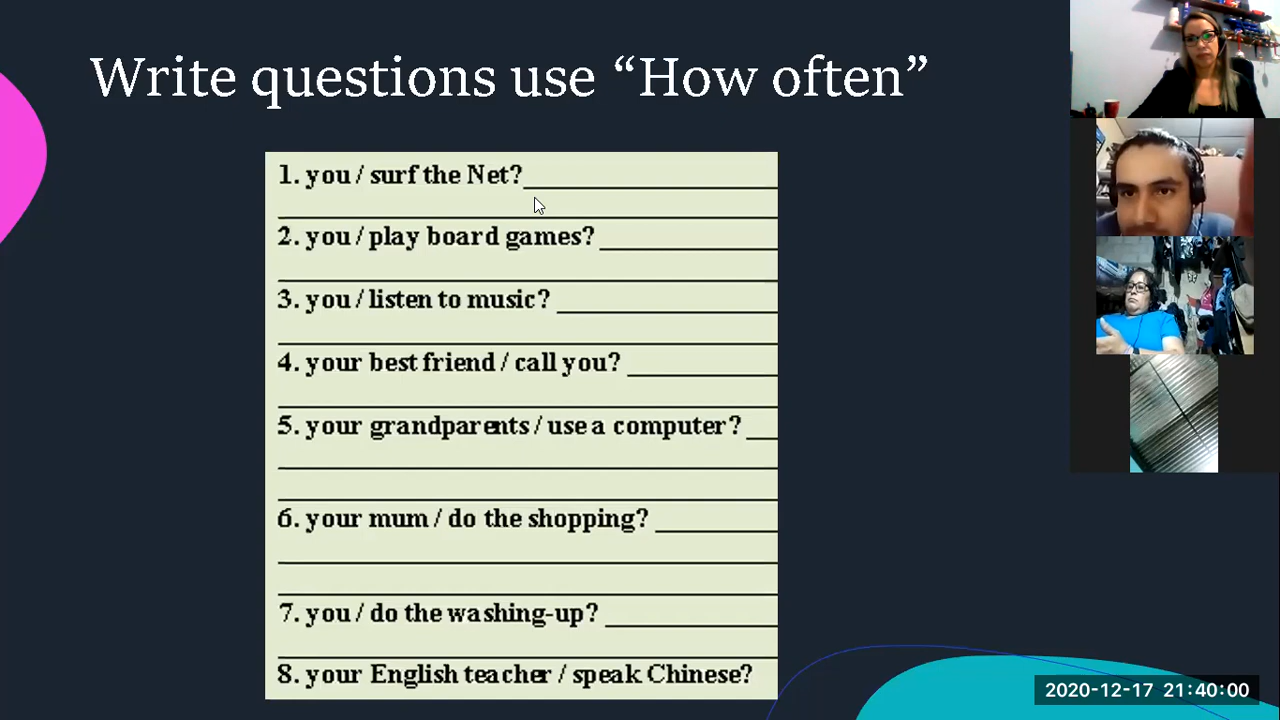 Write questions use “How often”
1. you / surf the Net?
2. you / play board games?
3. you / listen to music?
4. your best friend / call you?
5. your grandparents / use a computer?
6. your mum / do the shopping?
7. you / do the washing-up?
8. your English teacher / speak Chinese?
2020-12-17 21:40:00